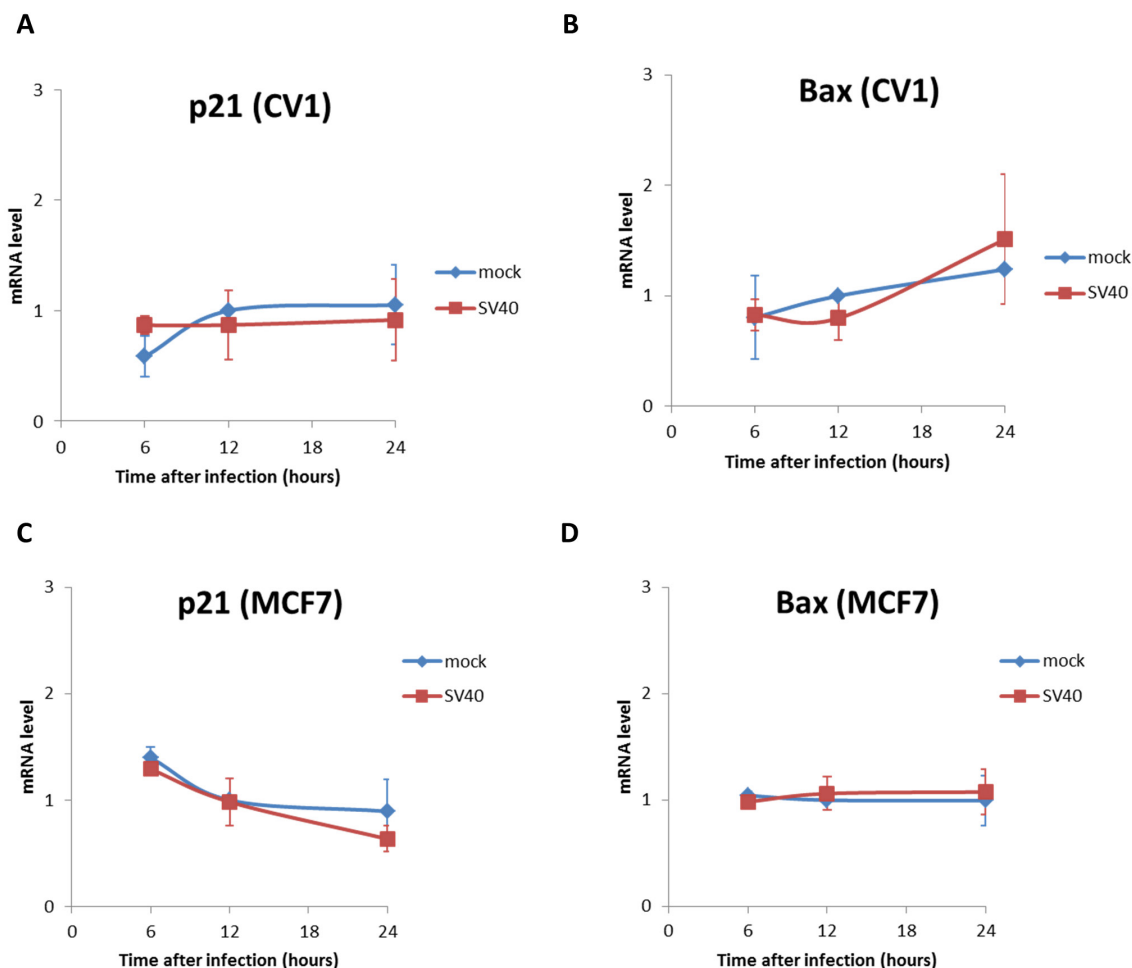 A
p21 (CV1)
3
2
1
0
mRNA level
0 6 12 18 24
Time after infection (hours)
mock
SV40
B
Bax (CV1)
3
2
1
0
mRNA level
0 6 12 18 24
Time after infection (hours)
mock
SV40
C
p21 (MCF7)
3
2
1
0
mRNA level
0 6 12 18 24
Time after infection (hours)
mock
SV40
D
Bax (MCF7)
3
2
1
0
mRNA level
0 6 12 18 24
Time after infection (hours)
mock
SV40